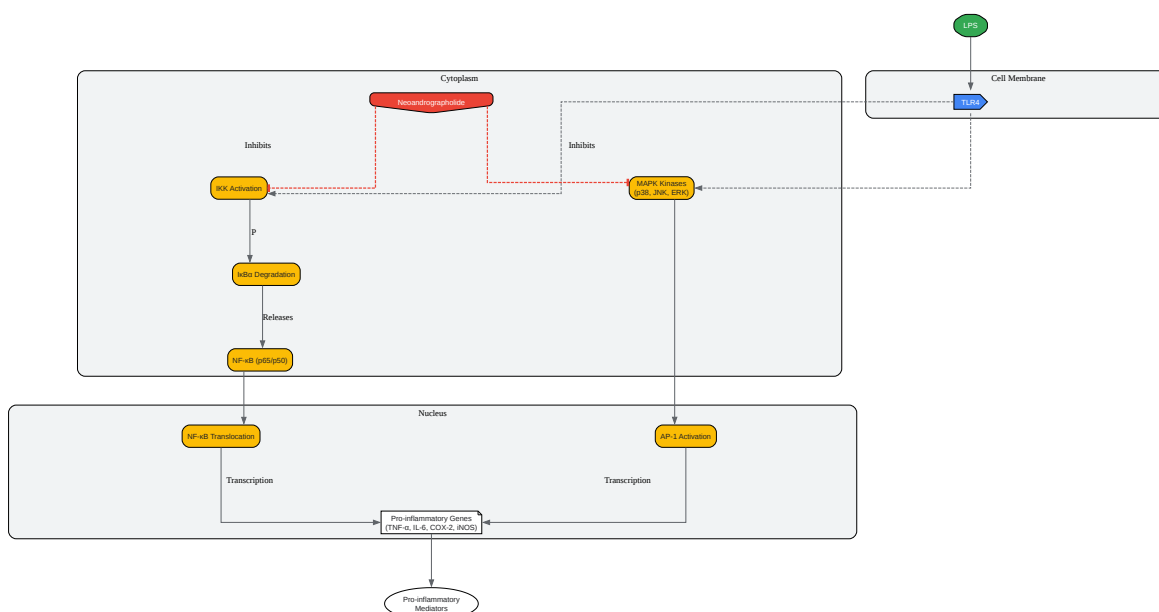 LPS
Cytoplasm
Cell Membrane
Neoandrographolide
TLR4
Inhibits
Inhibits
IKK Activation
MAPK Kinases
(p38, JNK, ERK)
P
IκBα Degradation
Releases
NF-κB (p65/p50)
Nucleus
NF-κB Translocation
AP-1 Activation
Transcription
Transcription
Pro-inflammatory Genes
(TNF-α, IL-6, COX-2, iNOS)
Pro-inflammatory
Mediators